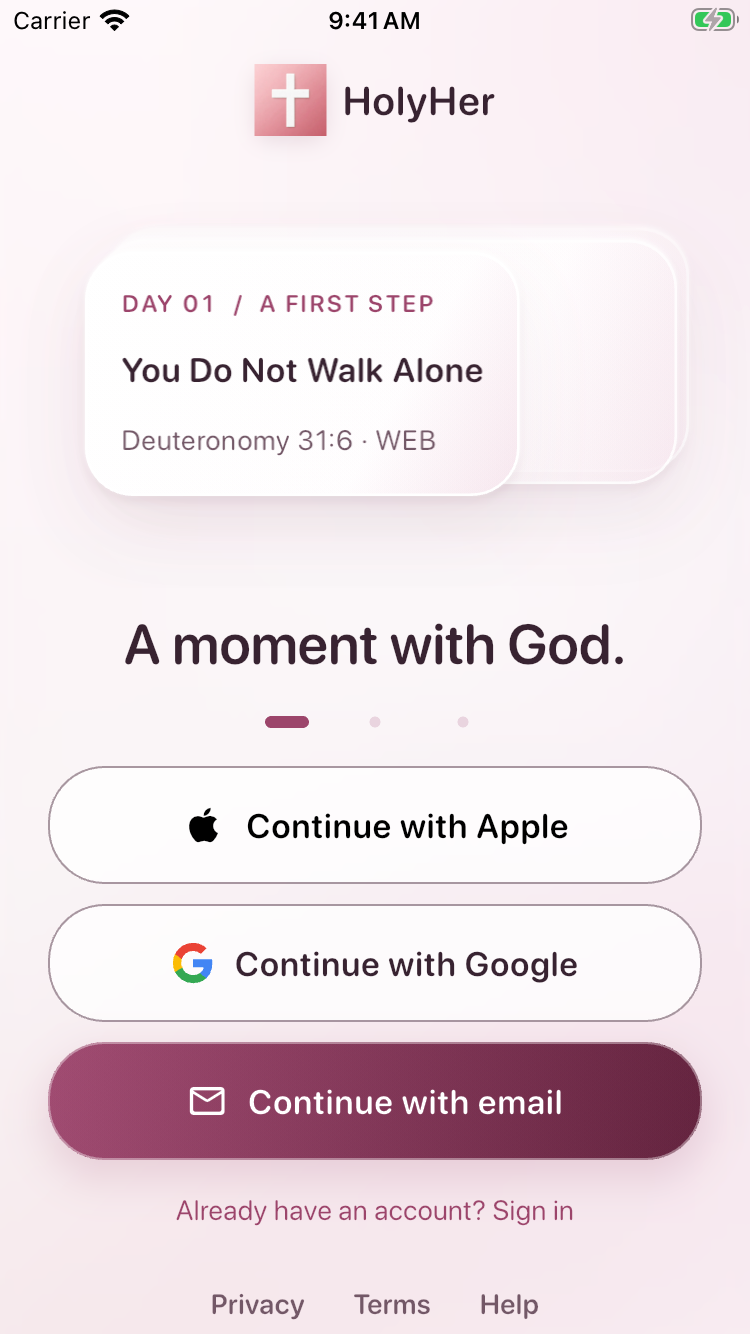 Carrier 9:41 AM
HolyHer
DAY 01 / A FIRST STEP
You Do Not Walk Alone
Deuteronomy 31:6 · WEB
A moment with God.
Continue with Apple
Continue with Google
Continue with email
Already have an account? Sign in
Privacy Terms Help